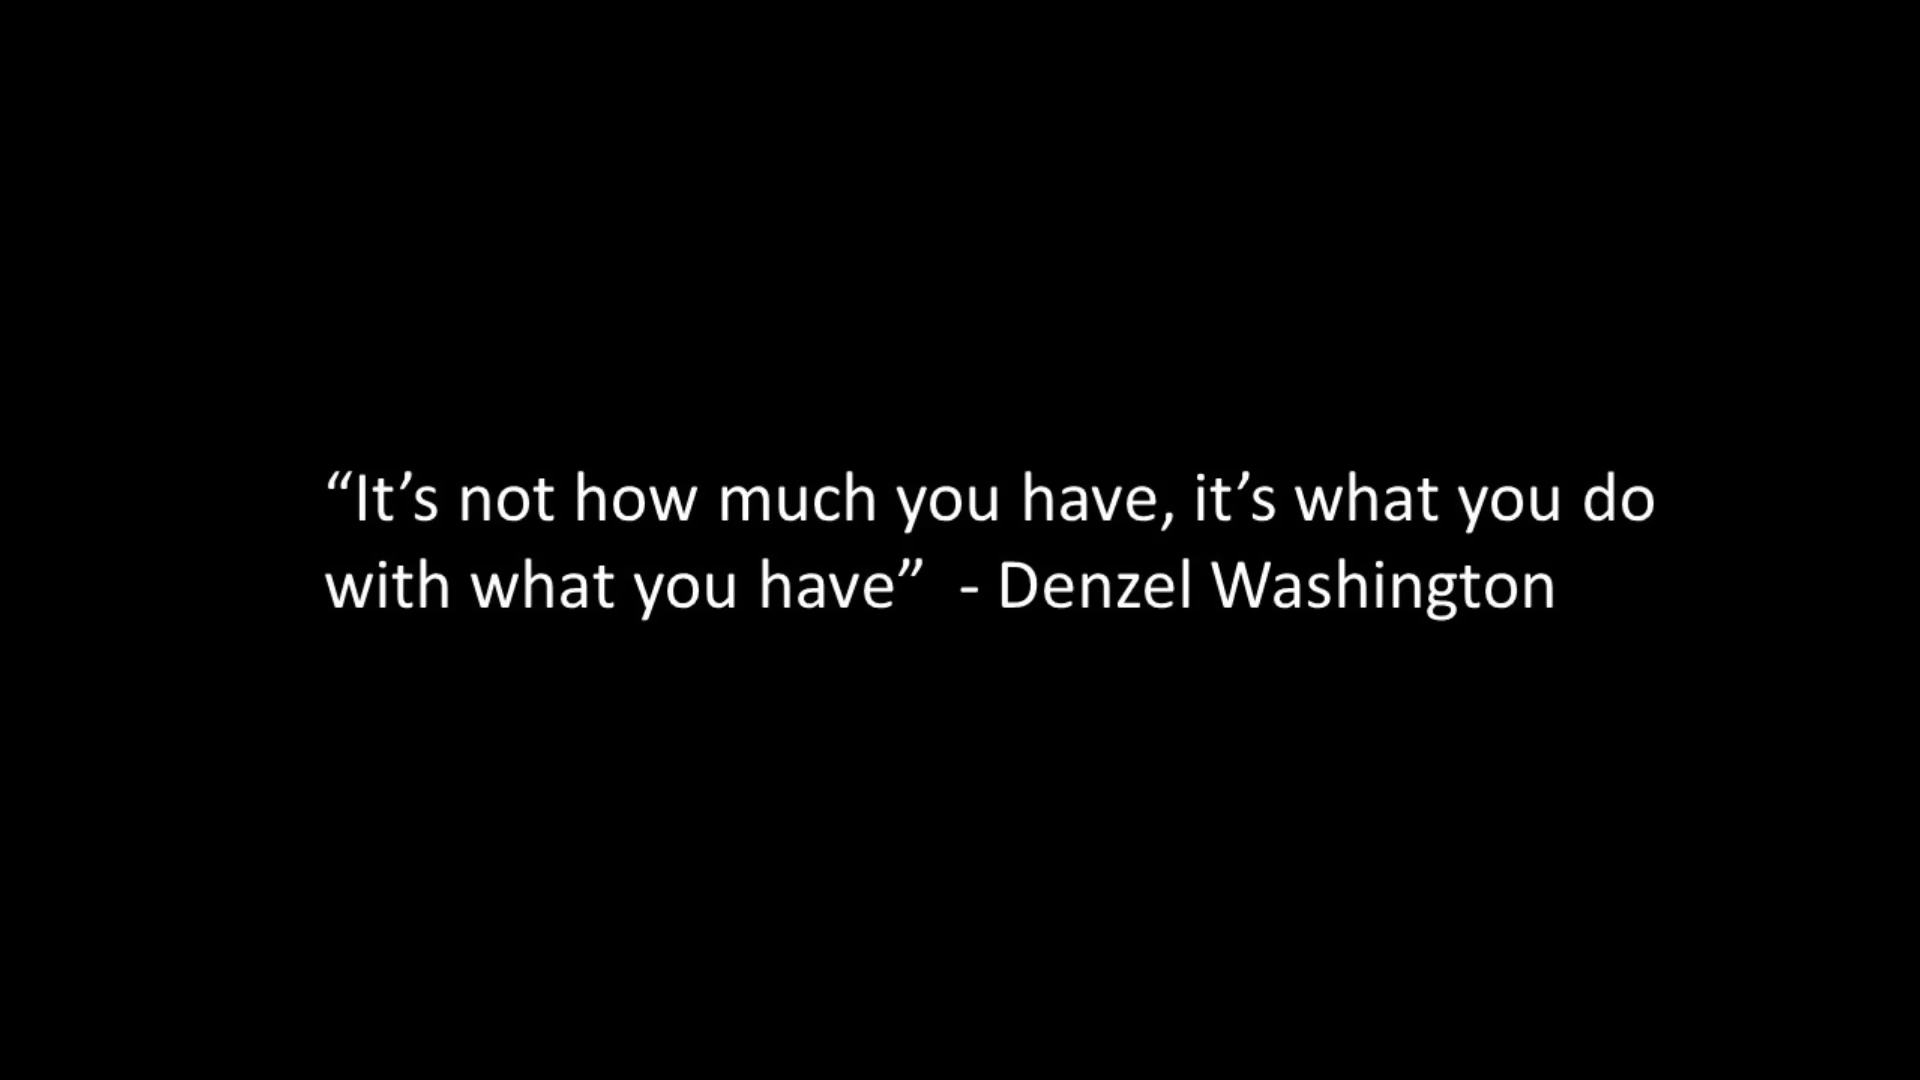 “It’s not how much you have, it’s what you do
with what you have”  - Denzel Washington